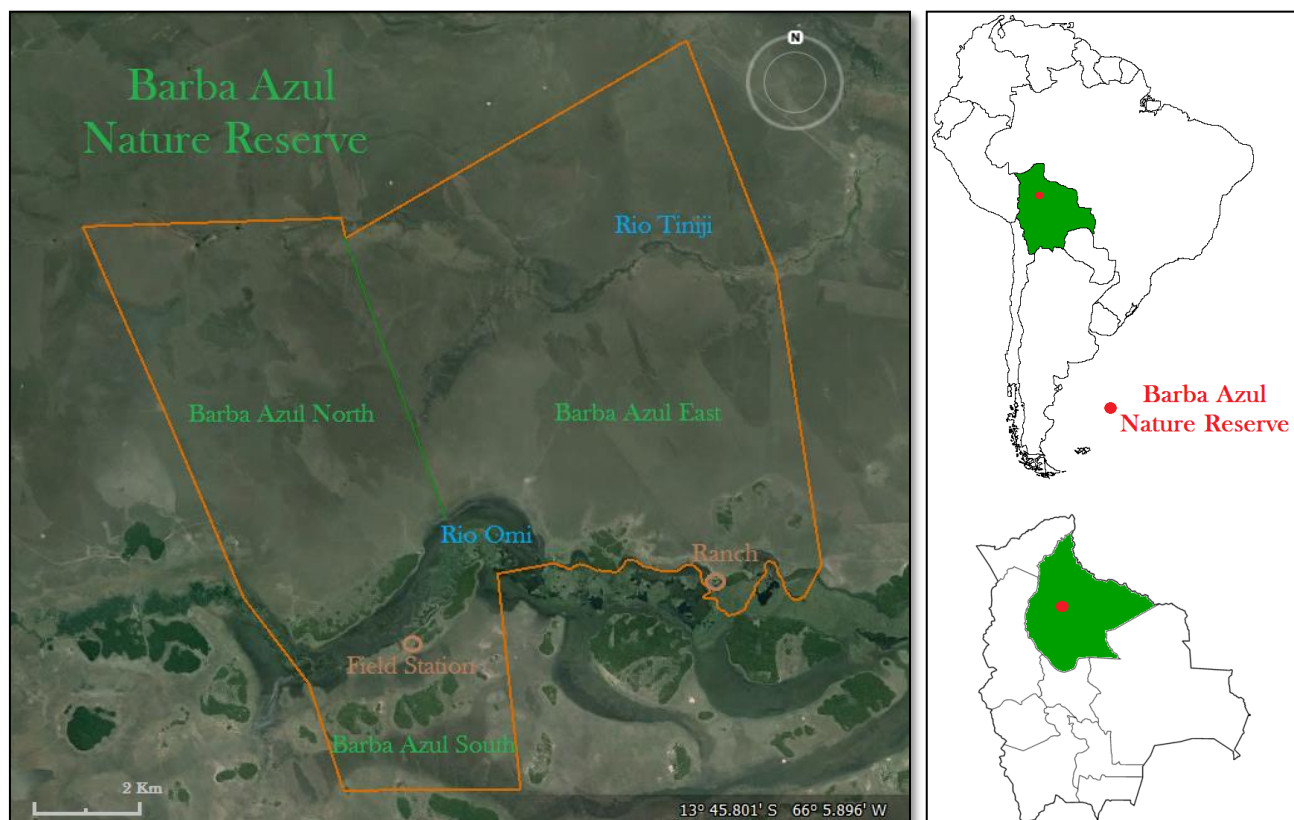 Barba Azul
Nature Reserve
N
Rio Tiniji
Barba Azul North
Barba Azul East
Rio Omi
Ranch
Field Station
Barba Azul South
2 Km
13° 45.801' S 66° 5.896' W
Barba Azul
Nature Reserve